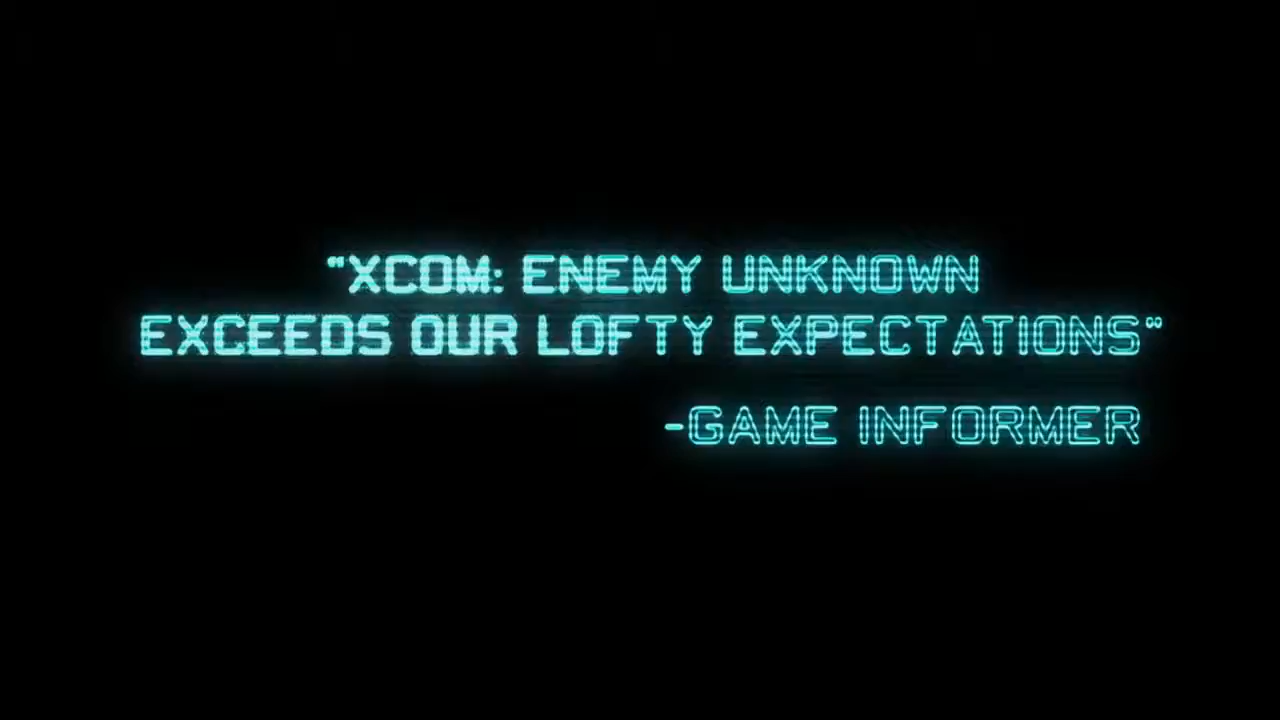 "XCOM: ENEMY UNKNOWN
EXCEEDS OUR LOFTY EXPECTATIONS"
-GAME INFORMER